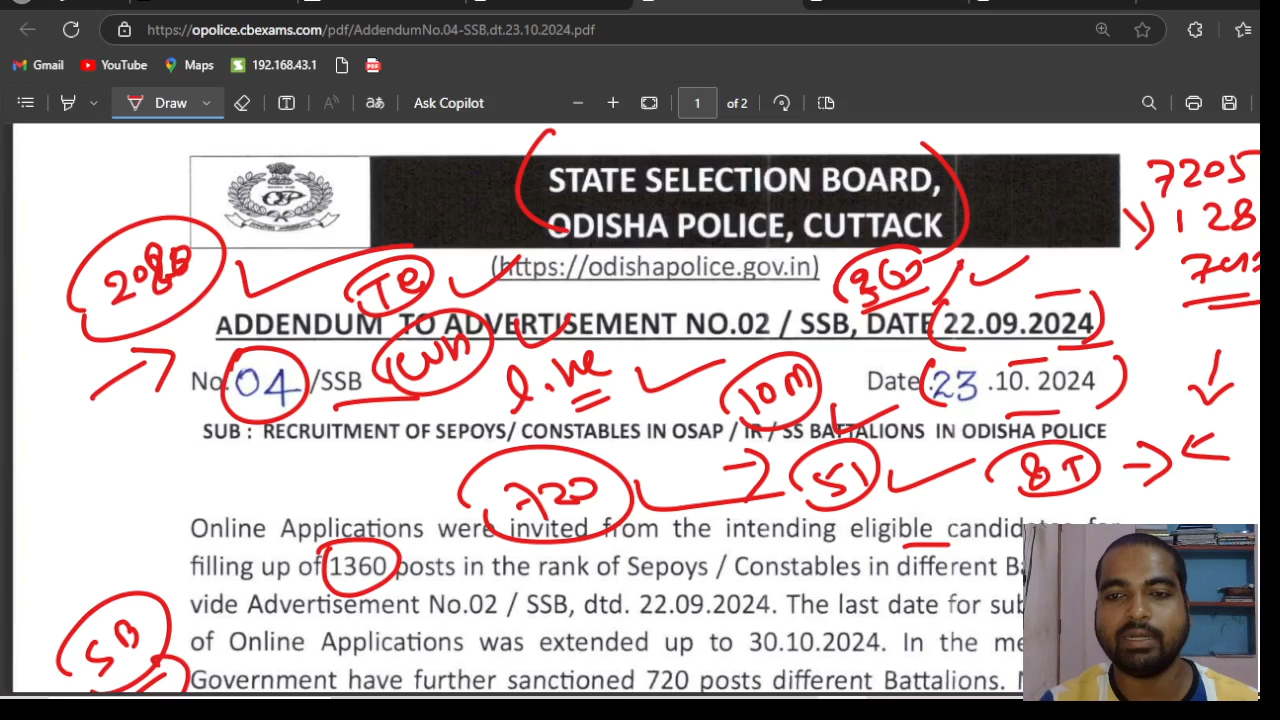 https://opolice.cbexams.com/pdf/AddendumNo.04-SSB,dt.23.10.2024.pdf
Gmail YouTube Maps 192.168.43.1
Draw Ask Copilot 1 of 2
STATE SELECTION BOARD,
ODISHA POLICE, CUTTACK
7205
128
2080
(https://odishapolice.gov.in)
360
ADDENDUM TO ADVERTISEMENT NO.02 / SSB, DATE 22.09.2024
No. 04 /SSB Date .23 .10. 2024
10m
SUB : RECRUITMENT OF SEPOYS/ CONSTABLES IN OSAP / IR / SS BATTALIONS IN ODISHA POLICE
720 51 8T
Online Applications were invited from the intending eligible candidates for
filling up of 1360 posts in the rank of Sepoys / Constables in different
vide Advertisement No.02 / SSB, dtd. 22.09.2024. The last date for
of Online Applications was extended up to 30.10.2024. In the
SB
Government have further sanctioned 720 posts different Battalions.